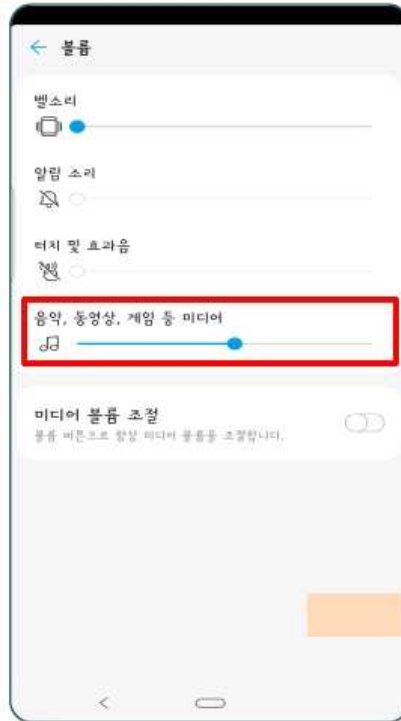 볼륨
벨소리
알림 소리
터치 및 효과음
음악, 동영상, 게임 등 미디어
미디어 볼륨 조절
볼륨 버튼으로 항상 미디어 볼륨을 조절합니다.